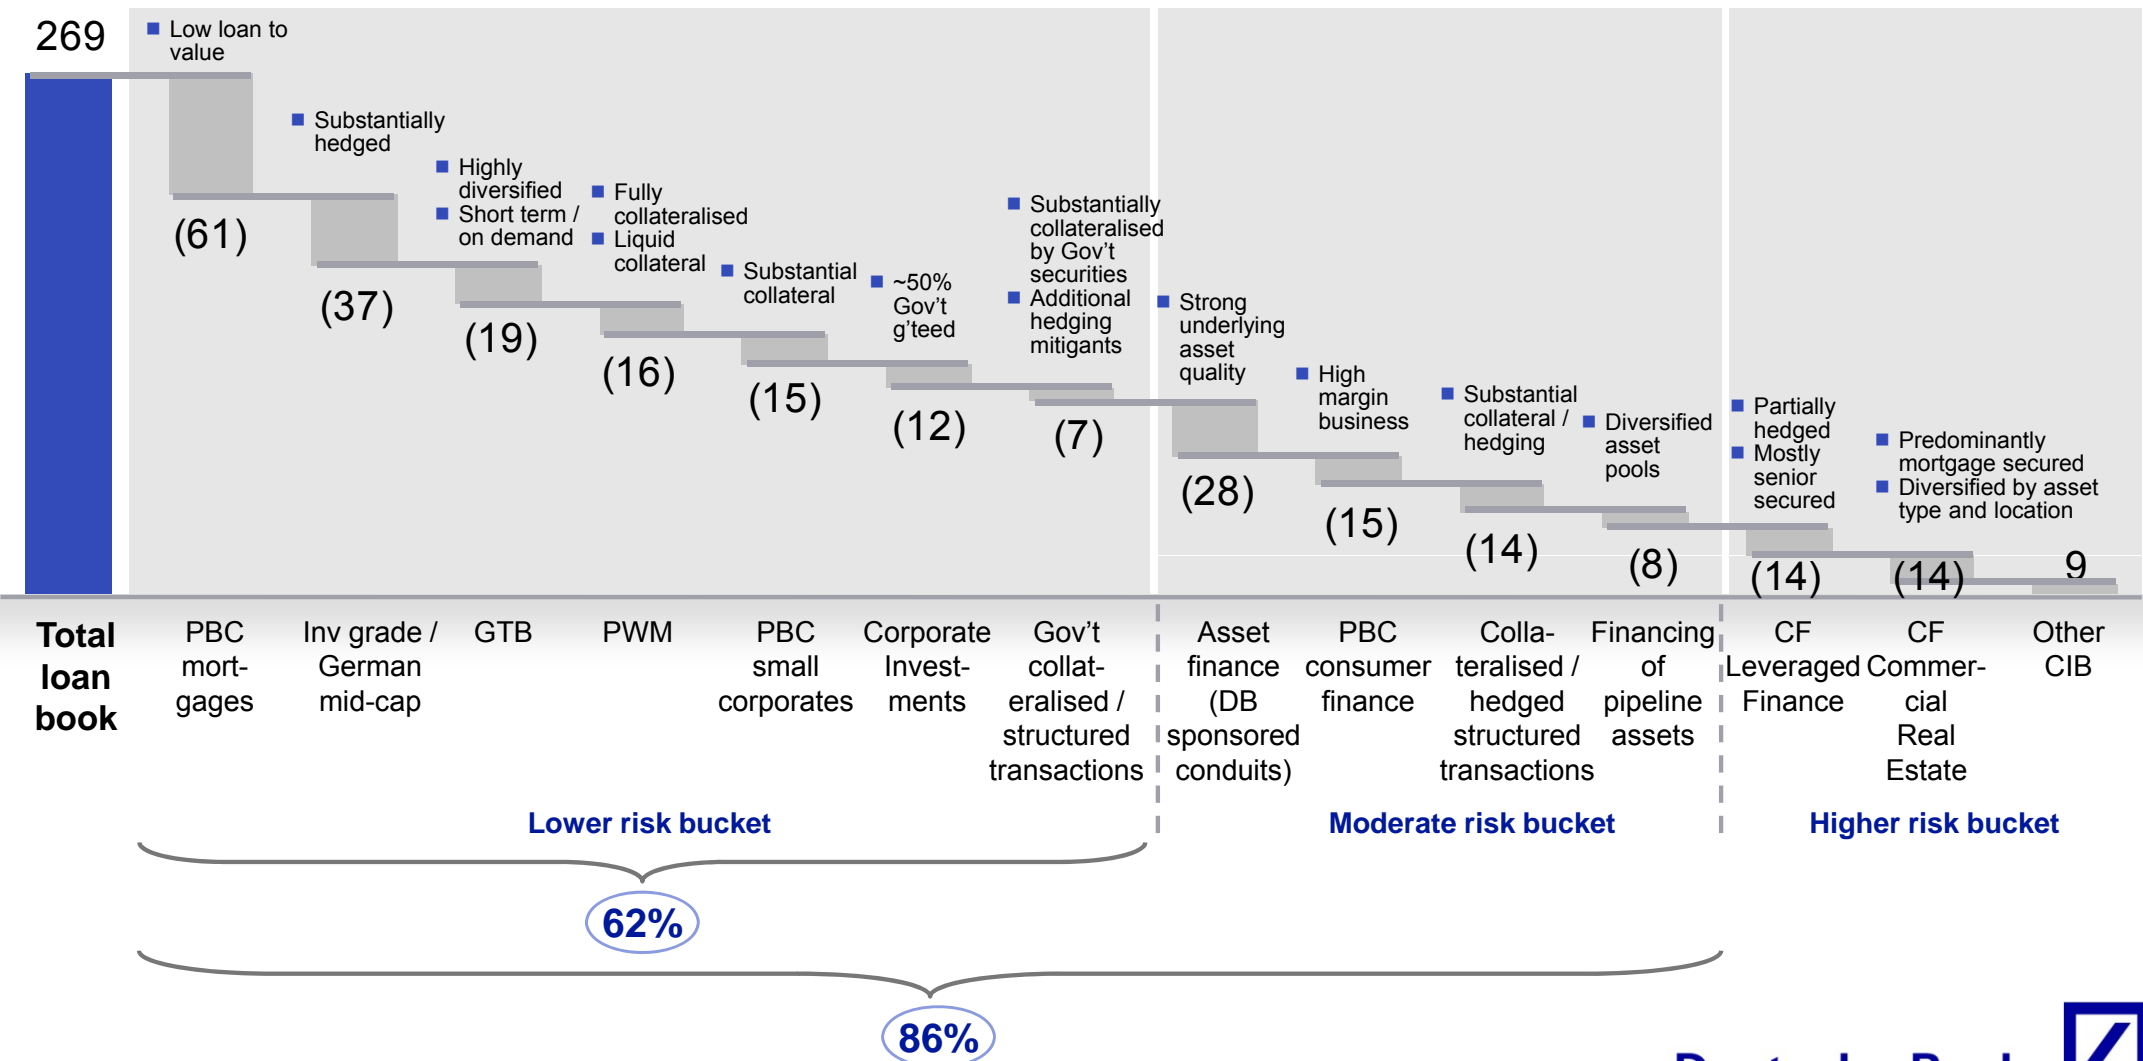 269
Low loan to
value
Substantially
hedged
Highly
diversified
Short term /
on demand
Fully
collateralised
Liquid
collateral
Substantial
collateral
~50%
Gov't
g'teed
Substantially
collateralised
by Gov't
securities
Additional
hedging
mitigants
Strong
underlying
asset
quality
High
margin
business
Substantial
collateral /
hedging
Diversified
asset
pools
Partially
hedged
Mostly
senior
secured
Predominantly
mortgage secured
Diversified by asset
type and location
(61)
(37)
(19)
(16)
(15)
(12)
(7)
(28)
(15)
(14)
(8)
(14)
(14)
9
Total
loan
book
PBC
mort-
gages
Inv grade /
German
mid-cap
GTB
PWM
PBC
small
corporates
Corporate
Invest-
ments
Gov't
collat-
eralised /
structured
transactions
Asset
finance
(DB
sponsored
conduits)
PBC
consumer
finance
Colla-
teralised /
hedged
structured
transactions
Financing
of
pipeline
assets
CF
Leveraged
Finance
CF
Commer-
cial
Real
Estate
Other
CIB
Lower risk bucket
Moderate risk bucket
Higher risk bucket
62%
86%